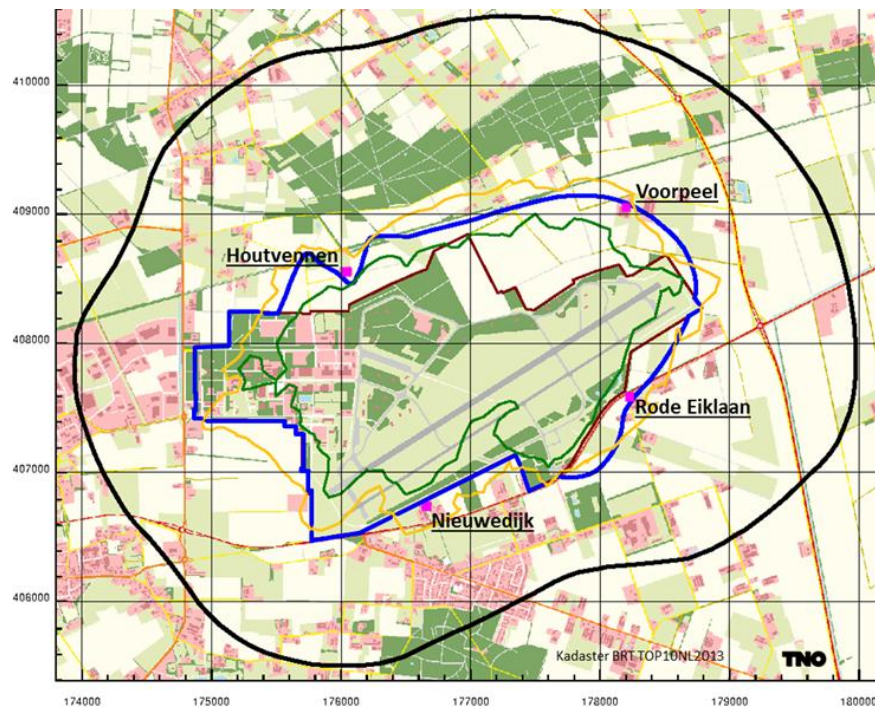 410000
Voorpeel
409000
Houtvennen
408000
Rode Eiklaan
407000
Nieuwedijk
406000
Kadaster BRT TOP10NL2013
TNO
174000 175000 176000 177000 178000 179000 180000